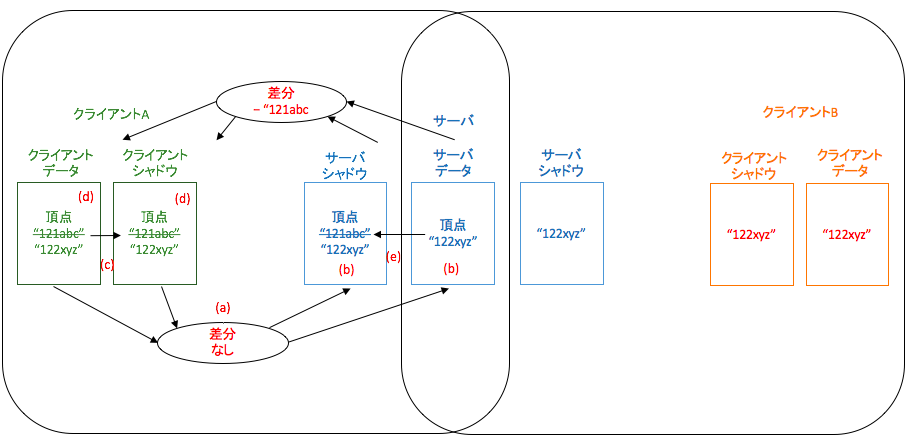 差分
– “121abc
クライアントA
サーバ
クライアントB
クライアント
データ
クライアント
シャドウ
サーバ
シャドウ
サーバ
データ
サーバ
シャドウ
クライアント
シャドウ
クライアント
データ
(d)
頂点
“121abc”
“122xyz”
(d)
頂点
“121abc”
“122xyz”
(c)
頂点
“121abc”
“122xyz”
(b)
(e)
頂点
“122xyz”
(b)
“122xyz”
“122xyz”
“122xyz”
(a)
差分
なし